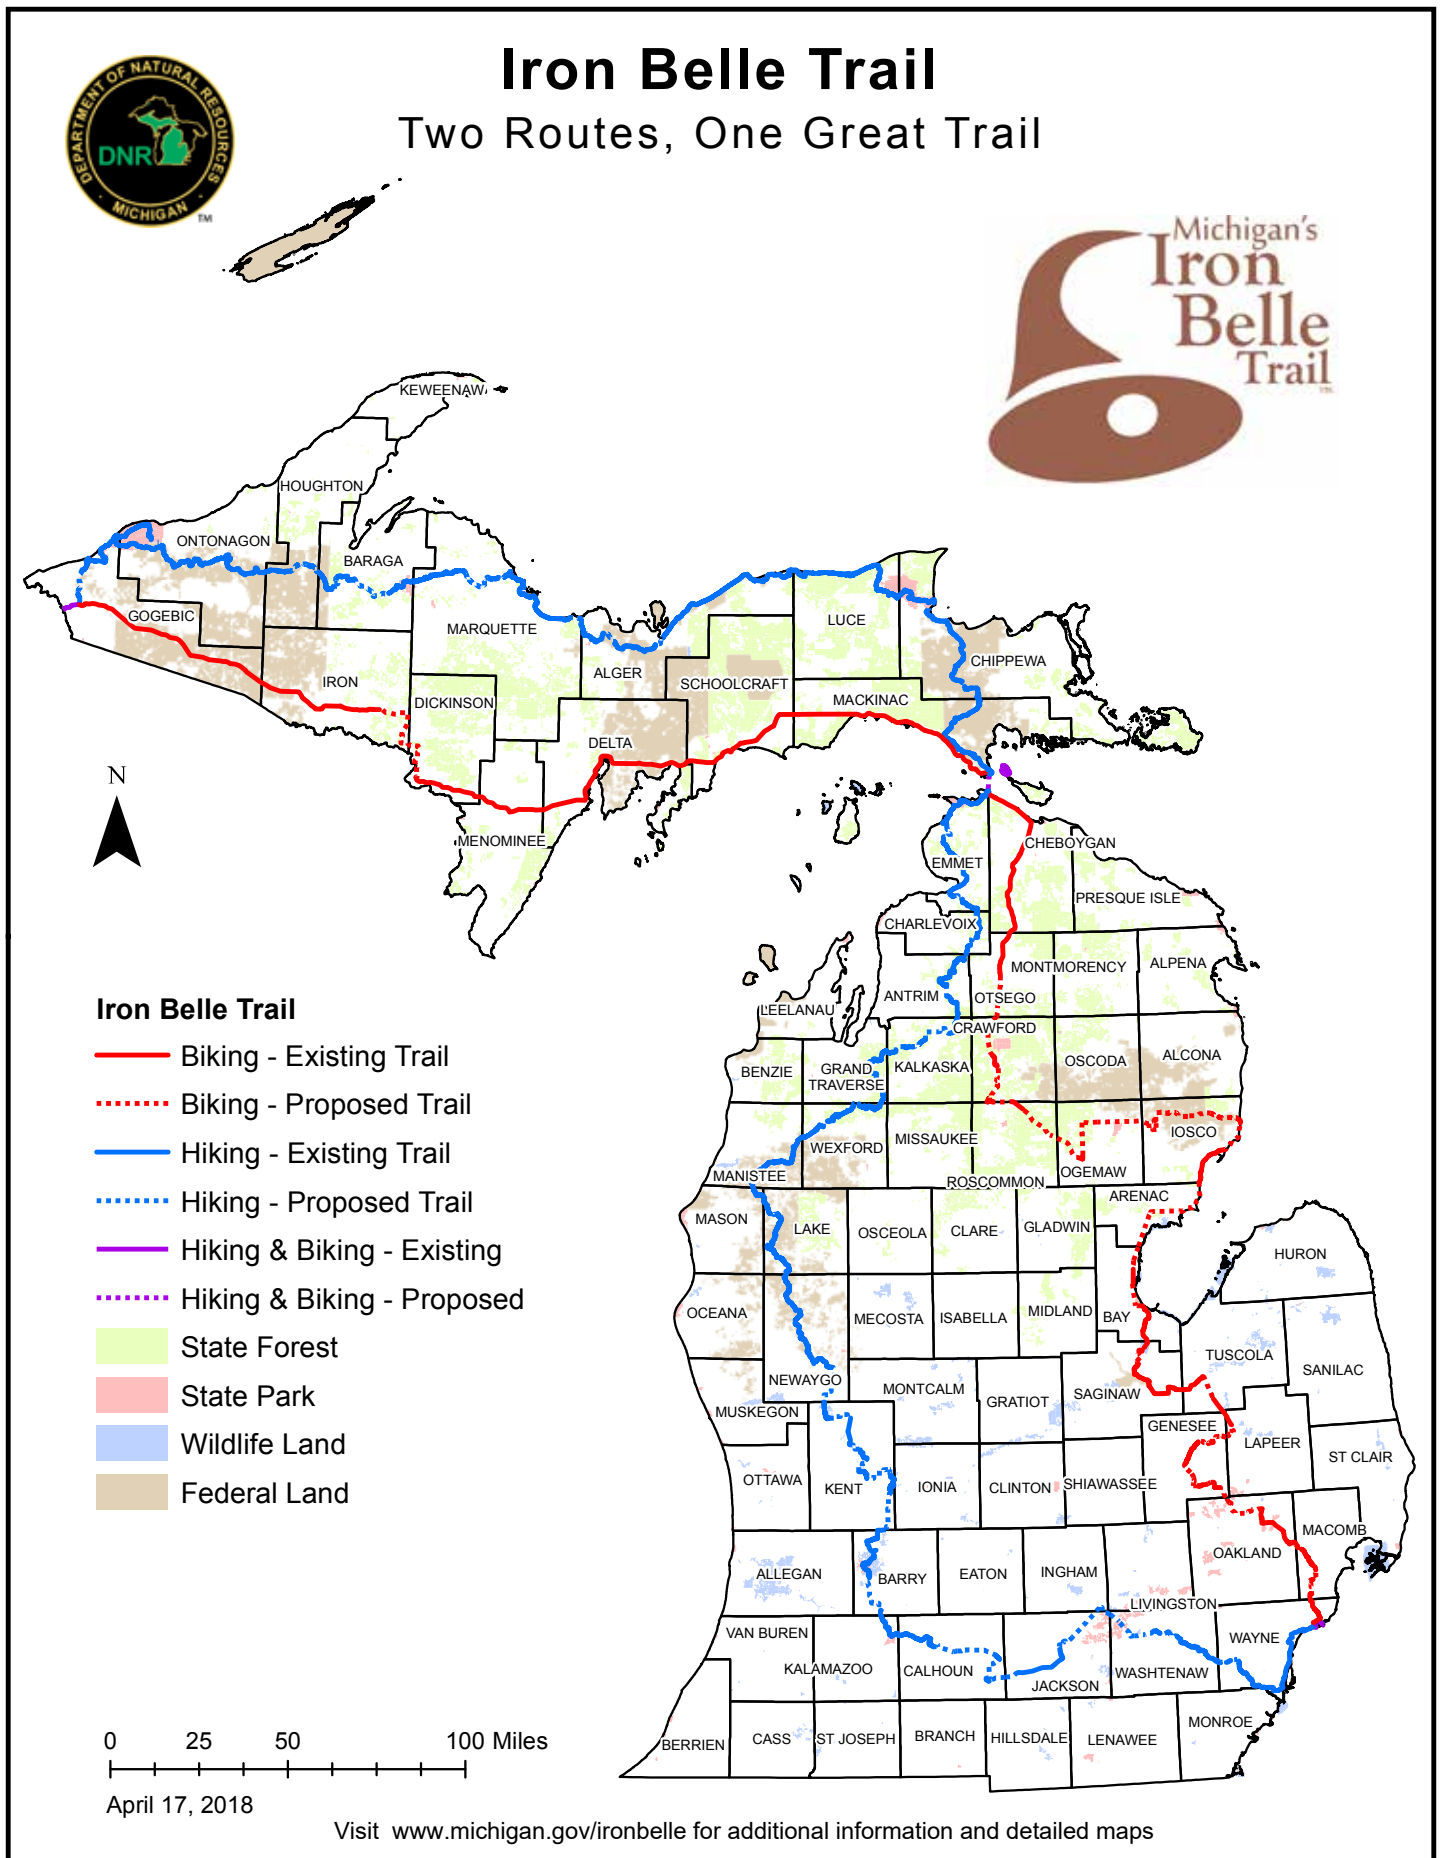 Iron Belle Trail
Two Routes, One Great Trail
DEPARTMENT OF NATURAL RESOURCES
DNR
MICHIGAN
TM
Michigan's
Iron
Belle
Trail
KEWEENAW
HOUGHTON
ONTONAGON
BARAGA
GOGEBIC
MARQUETTE
LUCE
ALGER
CHIPPEWA
IRON
SCHOOLCRAFT
DICKINSON
MACKINAC
DELTA
N
MENOMINEE
CHEBOYGAN
EMMET
PRESQUE ISLE
CHARLEVOIX
MONTMORENCY
ALPENA
ANTRIM
OTSEGO
LEELANAU
CRAWFORD
BENZIE
GRAND
TRAVERSE
KALKASKA
OSCODA
ALCONA
WEXFORD
MISSAUKEE
IOSCO
MANISTEE
ROSCOMMON
OGEMAW
ARENAC
MASON
LAKE
OSCEOLA
CLARE
GLADWIN
HURON
OCEANA
MECOSTA
ISABELLA
MIDLAND
BAY
TUSCOLA
SANILAC
NEWAYGO
MONTCALM
GRATIOT
SAGINAW
MUSKEGON
GENESEE
LAPEER
ST CLAIR
OTTAWA
KENT
IONIA
CLINTON
SHIAWASSEE
MACOMB
OAKLAND
ALLEGAN
BARRY
EATON
INGHAM
LIVINGSTON
VAN BUREN
WAYNE
KALAMAZOO
CALHOUN
JACKSON
WASHTENAW
MONROE
BERRIEN
CASS
ST JOSEPH
BRANCH
HILLSDALE
LENAWEE
Iron Belle Trail
Biking - Existing Trail
Biking - Proposed Trail
Hiking - Existing Trail
Hiking - Proposed Trail
Hiking & Biking - Existing
Hiking & Biking - Proposed
State Forest
State Park
Wildlife Land
Federal Land
0 25 50 100 Miles
April 17, 2018
Visit www.michigan.gov/ironbelle for additional information and detailed maps